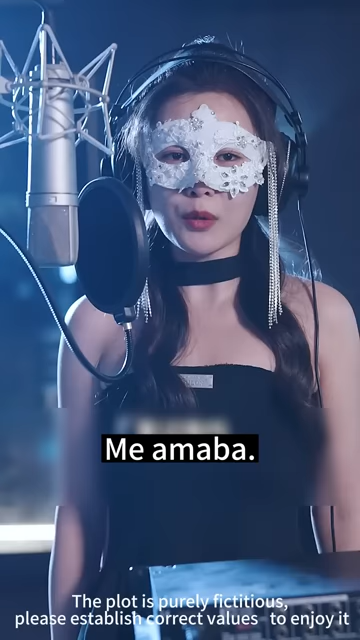 Me amaba.
The plot is purely fictitious,
please establish correct values to enjoy it